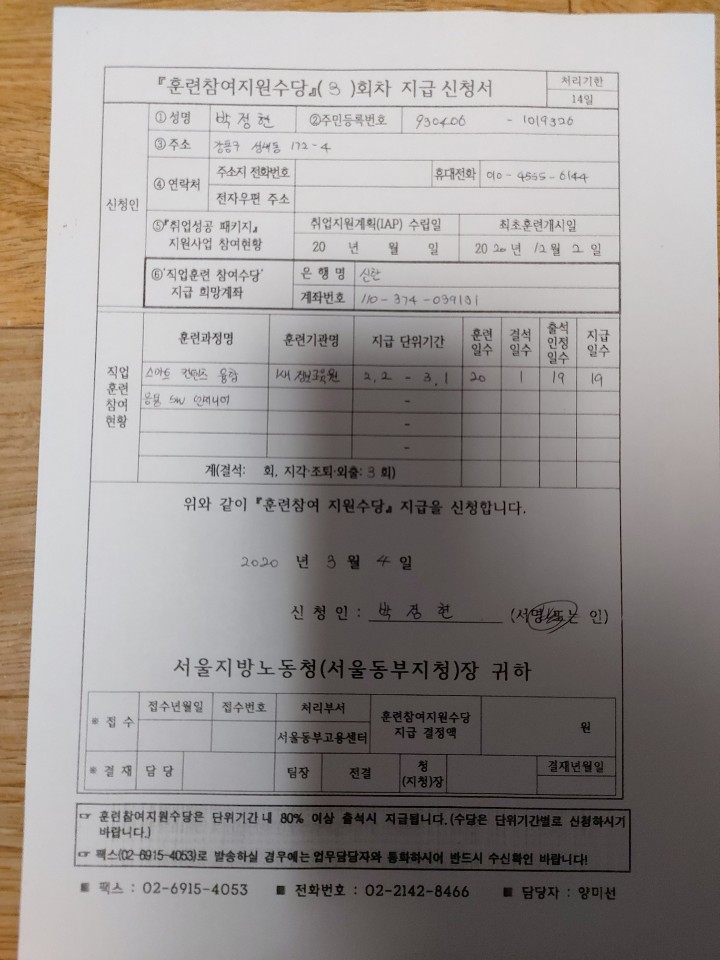 『훈련참여지원수당』( 3 )회차 지급 신청서
처리기한
14일
신청인
①성명 박정현 ②주민등록번호 930406 - 1019326
③주소 강동구 성내동 172-4
④ 연락처 주소지 전화번호 휴대전화 010-4555-6144
전자우편 주소
⑤『취업성공 패키지』 지원사업 참여현황
취업지원계획(IAP) 수립일 최초훈련개시일
20 년 월 일 2020년 12월 2일
⑥'직업훈련 참여수당' 지급 희망계좌
은 행 명 신한
계좌번호 110-374-039131
직업 훈련 참여 현황
훈련과정명 훈련기관명 지급 단위기간 훈련일수 결석일수 출석인정일수 지급일수
스마트 컨텐츠 융합 정보교육원 2.2 - 3.1 20 1 19 19
응용 SW 엔지니어 -
-
-
계(결석: 회, 지각·조퇴·외출: 3 회)
위와 같이 『훈련참여 지원수당』 지급을 신청합니다.
2020 년 3 월 4 일
신 청 인 : 박 정 현 (서명 또는 인)
서울지방노동청(서울동부지청)장 귀하
※ 접 수 접수년월일 접수번호 처리부서 훈련참여지원수당 지급 결정액 원
서울동부고용센터
※ 결 재 담 당 팀장 전결 청(지청)장 결재년월일
☞ 훈련참여지원수당은 단위기간 내 80% 이상 출석시 지급됩니다.(수당은 단위기간별로 신청하시기
바랍니다.)
☞ 팩스(02-6915-4053)로 발송하실 경우에는 업무담당자와 통화하시어 반드시 수신확인 바랍니다!
■ 팩스 : 02-6915-4053 ■ 전화번호 : 02-2142-8466 ■ 담당자 : 양미선